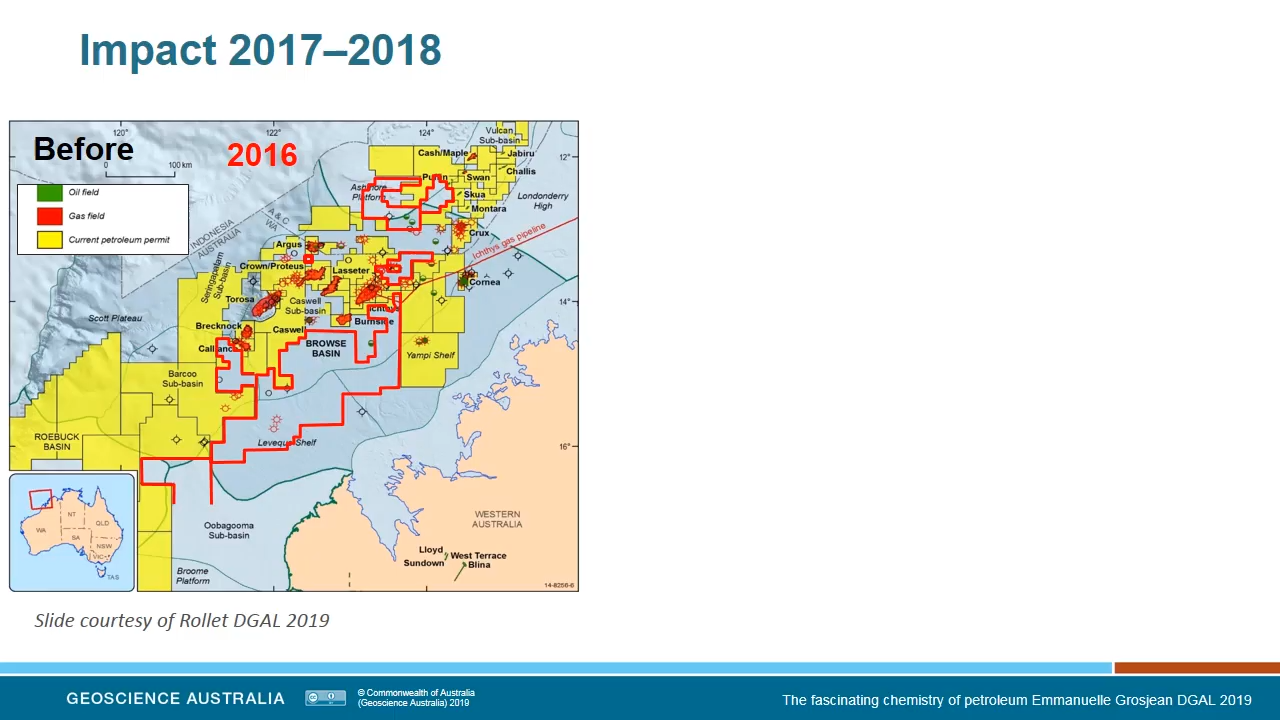 Impact 2017–2018
Before
2016
120°
122°
124°
12°
14°
16°
0
100 km
Oil field
Gas field
Current petroleum permit
INDONESIA
AUSTRALIA
A & C
WA
Vulcan
Sub-basin
Cash/Maple
Jabiru
Challis
Puffin
Swan
Skua
Montara
Ashmore
Platform
Londonderry
High
Crux
Ichthys gas pipeline
Argus
Crown/Proteus
Lasseter
Cornea
Seringapatam
Sub-basin
Torosa
Caswell
Sub-basin
Ichthys
Burnside
Scott Plateau
Brecknock
Caswell
Calliance
BROWSE
BASIN
Yampi Shelf
Barcoo
Sub-basin
ROEBUCK
BASIN
Leveque Shelf
Oobagooma
Sub-basin
WESTERN
AUSTRALIA
Lloyd
Sundown
West Terrace
Blina
Broome
Platform
14-8256-6
WA
NT
QLD
SA
NSW
VIC
TAS
Slide courtesy of Rollet DGAL 2019
GEOSCIENCE AUSTRALIA
© Commonwealth of Australia
(Geoscience Australia) 2019
The fascinating chemistry of petroleum Emmanuelle Grosjean DGAL 2019